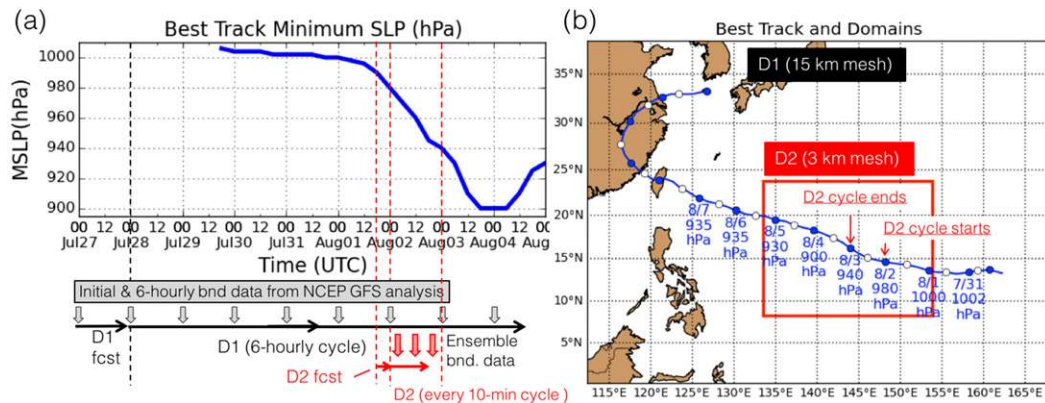 (a)
Best Track Minimum SLP (hPa)
MSLP(hPa)
1000
980
960
940
920
900
00 12 00 12 00 12 00 12 00 12 00 12 00 12 00 12 00 12 00
Jul27 Jul28 Jul29 Jul30 Jul31 Aug01 Aug02 Aug03 Aug04 Aug
Time (UTC)
Initial & 6-hourly bnd data from NCEP GFS analysis
D1
fcst
D1 (6-hourly cycle)
Ensemble
bnd. data
D2 fcst
D2 (every 10-min cycle )
(b)
Best Track and Domains
D1 (15 km mesh)
D2 (3 km mesh)
D2 cycle ends
D2 cycle starts
35°N
30°N
25°N
20°N
15°N
10°N
5°N
8/7
935
hPa
8/6
935
hPa
8/5
930
hPa
8/4
900
hPa
8/3
940
hPa
8/2
980
hPa
8/1
1000
hPa
7/31
1002
hPa
115°E 120°E 125°E 130°E 135°E 140°E 145°E 150°E 155°E 160°E 165°E